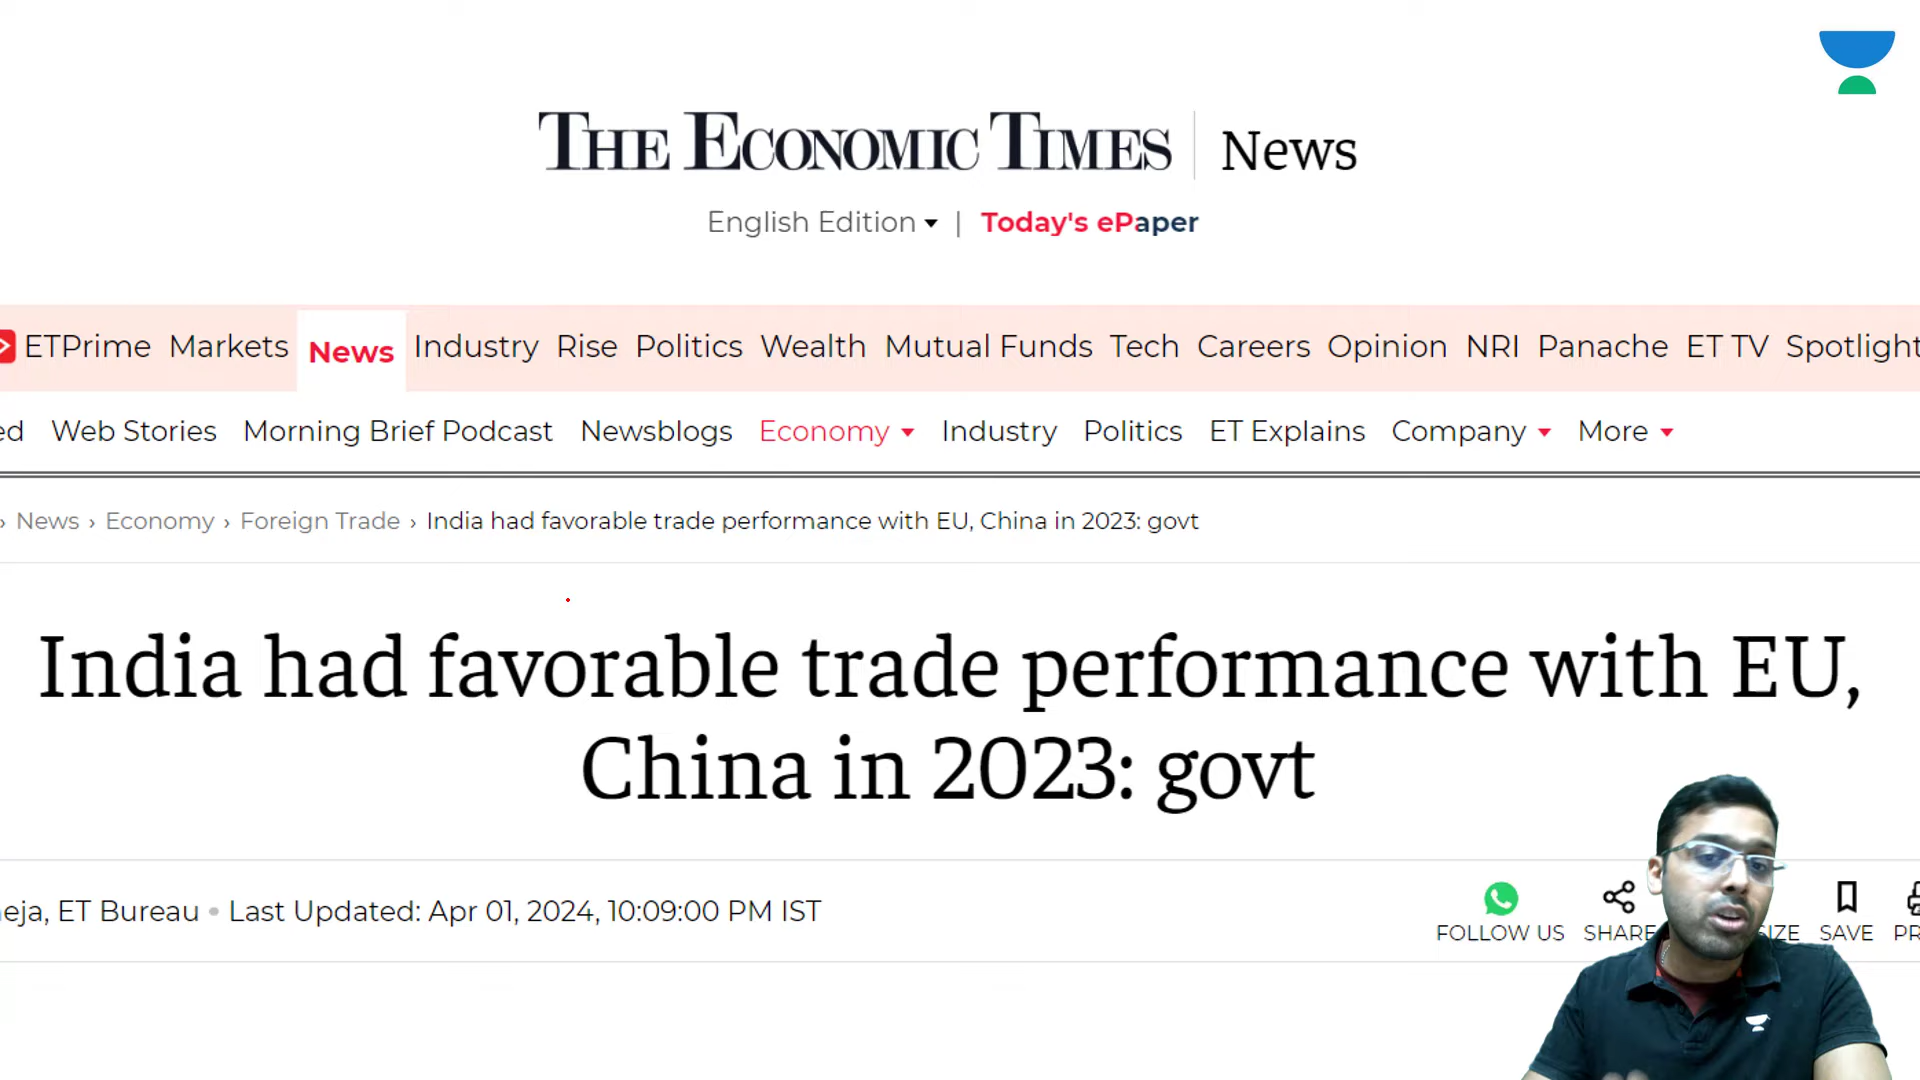 THE ECONOMIC TIMES | News
English Edition | Today's ePaper
ETPrime Markets News Industry Rise Politics Wealth Mutual Funds Tech Careers Opinion NRI Panache ET TV Spotlight
ed Web Stories Morning Brief Podcast Newsblogs Economy Industry Politics ET Explains Company More
› News › Economy › Foreign Trade › India had favorable trade performance with EU, China in 2023: govt
India had favorable trade performance with EU,
China in 2023: govt
eja, ET Bureau • Last Updated: Apr 01, 2024, 10:09:00 PM IST
FOLLOW US SHARE IZE SAVE PR